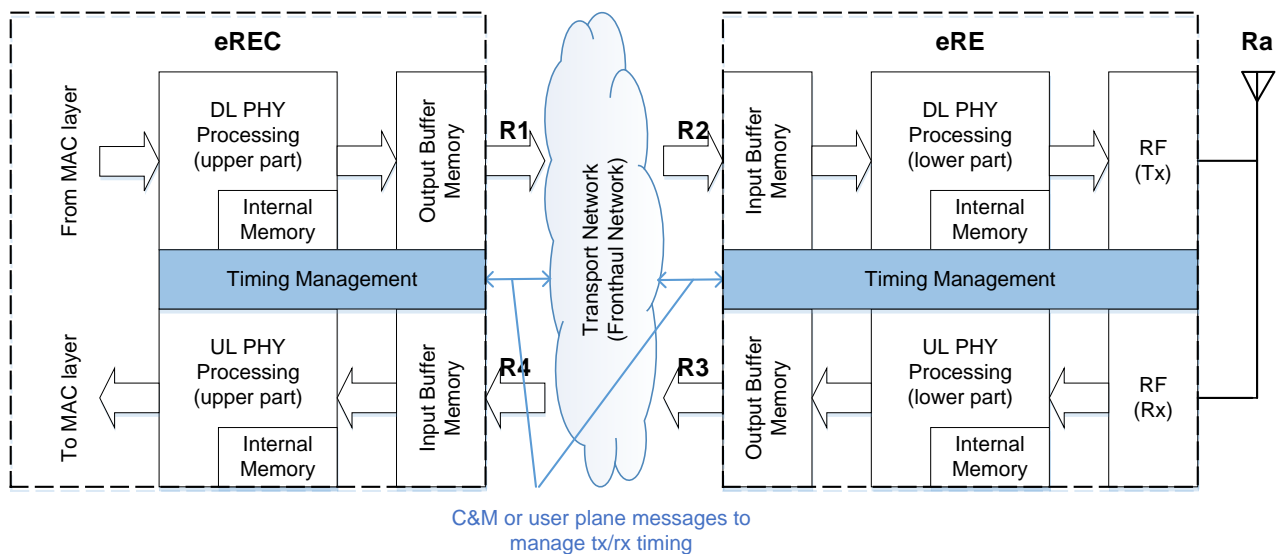 eREC
eRE
Ra
From MAC layer
DL PHY
Processing
(upper part)
Internal
Memory
Output Buffer
Memory
R1
R2
Input Buffer
Memory
DL PHY
Processing
(lower part)
Internal
Memory
RF
(Tx)
Timing Management
Transport Network
(Fronthaul Network)
Timing Management
To MAC layer
UL PHY
Processing
(upper part)
Internal
Memory
Input Buffer
Memory
R4
R3
Output Buffer
Memory
UL PHY
Processing
(lower part)
Internal
Memory
RF
(Rx)
C&M or user plane messages to
manage tx/rx timing